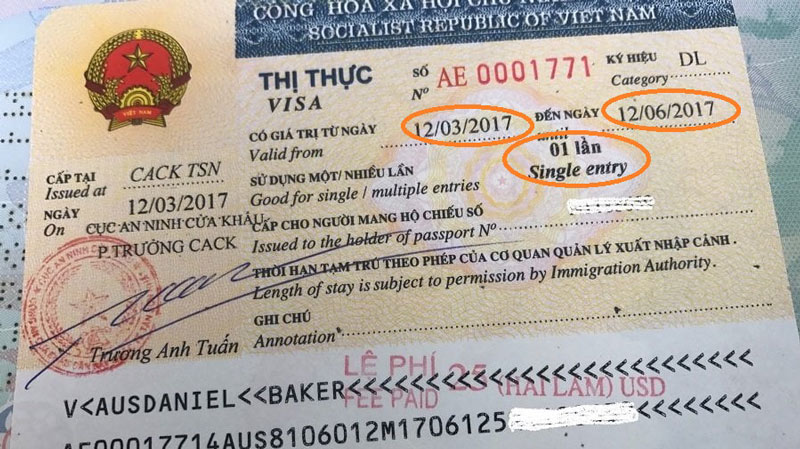 CỘNG HÒA XÃ HỘI CHỦ
SOCIALIST REPUBLIC OF VIET NAM
THỊ THỰC
VISA
SỐ
Nº
AE 0001771
KÝ HIỆU
Category
DL
CÓ GIÁ TRỊ TỪ NGÀY
Valid from
12/03/2017
ĐẾN NGÀY
until
12/06/2017
01 lần
Single entry
CẤP TẠI
Issued at
CACK TSN
NGÀY
On
12/03/2017
CỤC AN NINH CỬA KHẨU
P.TRƯỞNG CACK
SỬ DỤNG MỘT/ NHIỀU LẦN
Good for single / multiple entries
CẤP CHO NGƯỜI MANG HỘ CHIẾU SỐ
Issued to the holder of passport Nº
THỜI HẠN TẠM TRÚ THEO PHÉP CỦA CƠ QUAN QUẢN LÝ XUẤT NHẬP CẢNH .
Length of stay is subject to permission by Immigration Authority.
GHI CHÚ
Annotation
Trương Anh Tuấn
LỆ PHÍ
FEE PAID
25 (HAI LĂM) USD
V<AUSDANIEL<<BAKER<<<<<<<<<<<<<<<<<<<<<<<<
AE00017714AUS8106012M1706125